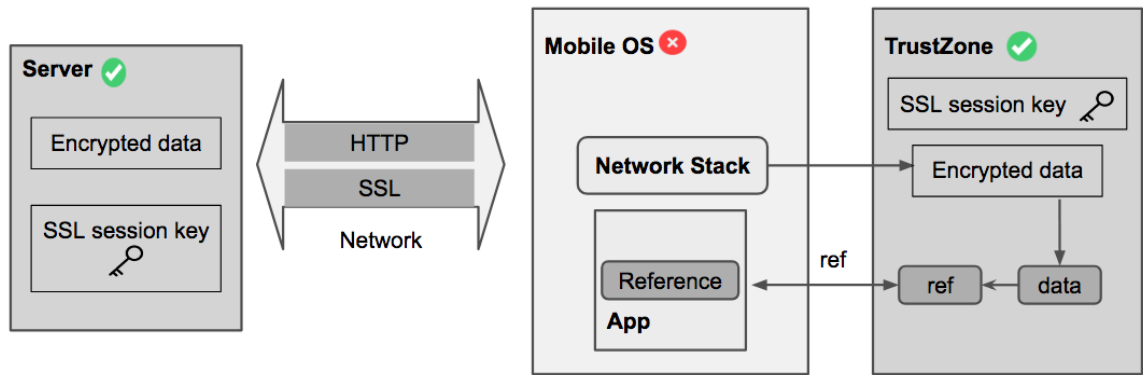 Server
Encrypted data
SSL session key
HTTP
SSL
Network
Mobile OS
Network Stack
Reference
App
ref
TrustZone
SSL session key
Encrypted data
ref
data